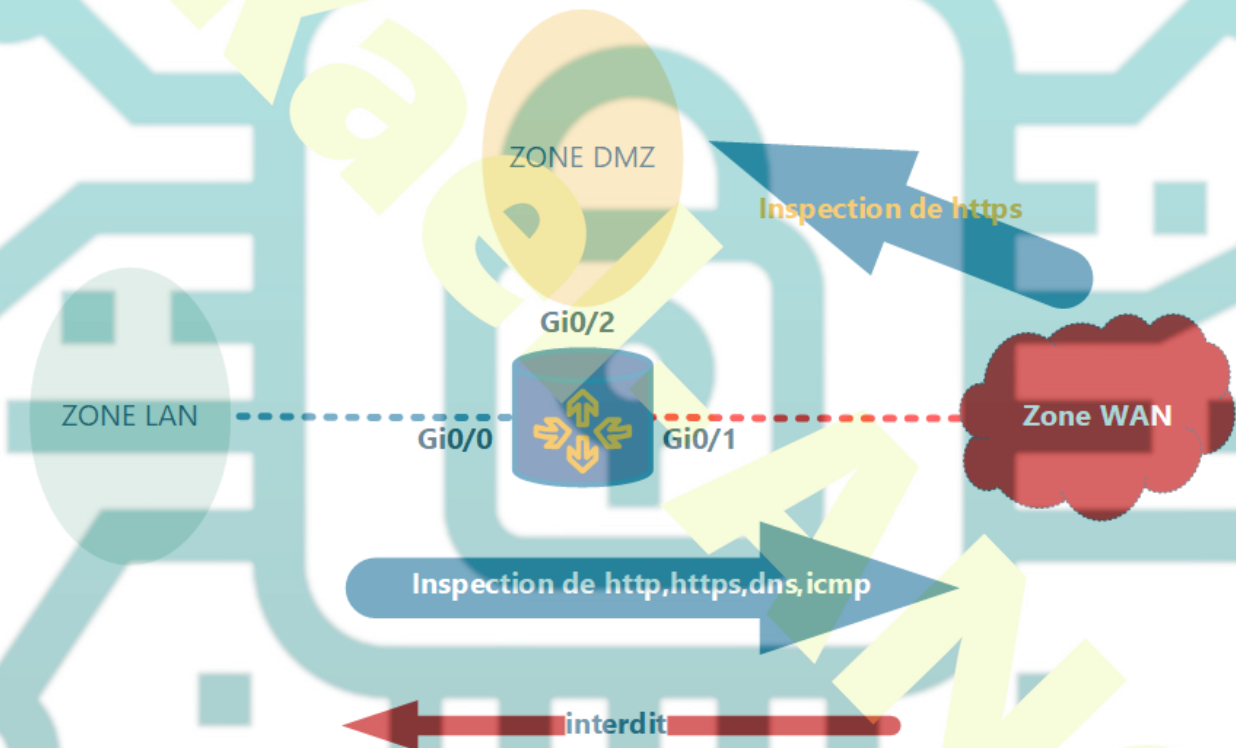 ZONE DMZ
Inspection de https
Gi0/2
ZONE LAN
Gi0/0
Gi0/1
Zone WAN
Inspection de http,https,dns,icmp
interdit